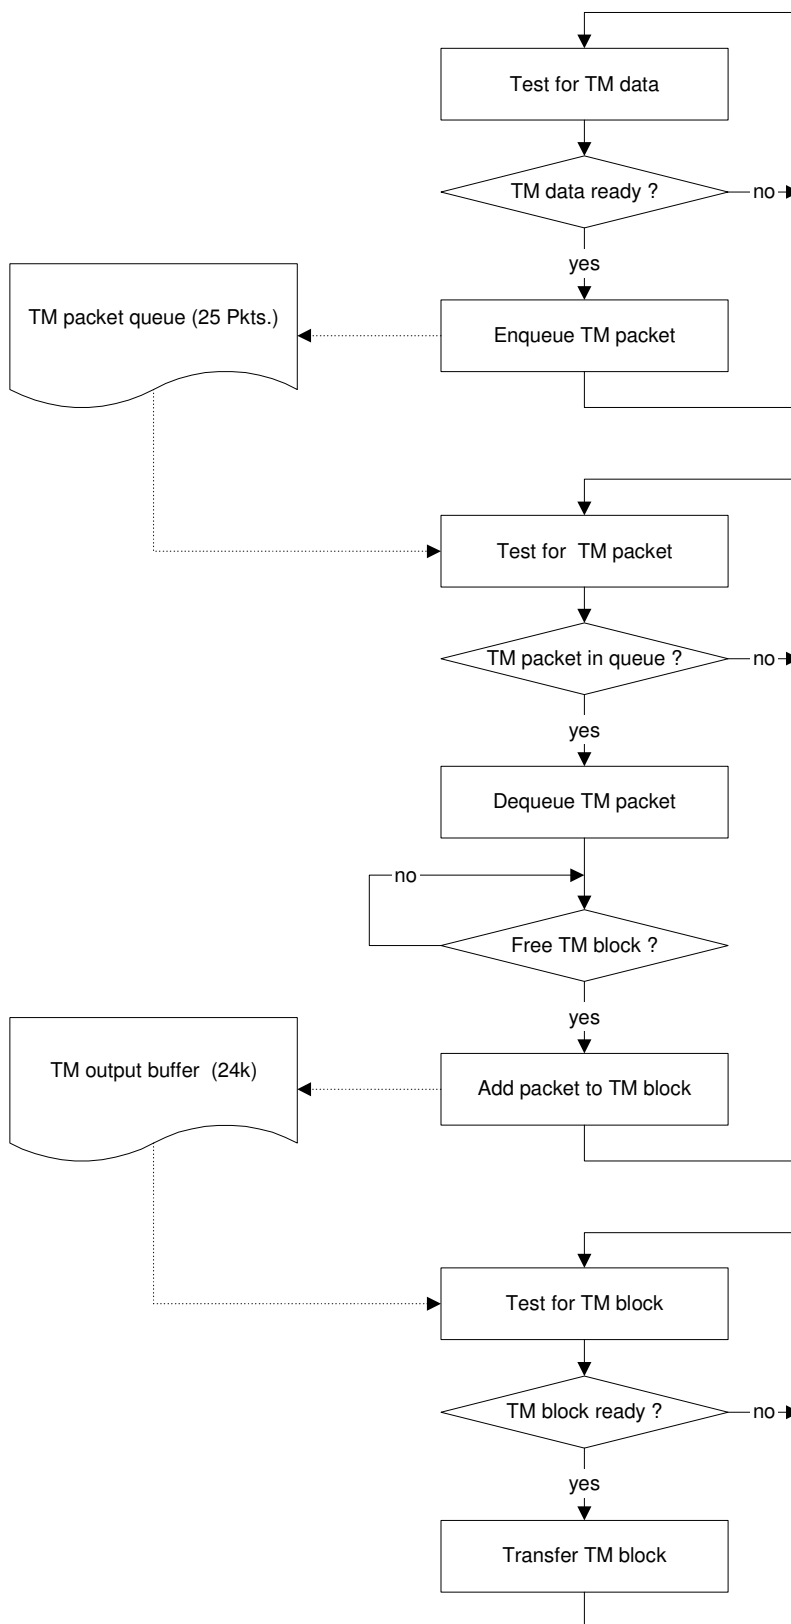 Test for TM data
TM data ready ?
no
yes
TM packet queue (25 Pkts.)
Enqueue TM packet
Test for TM packet
TM packet in queue ?
no
yes
Dequeue TM packet
no
Free TM block ?
yes
TM output buffer (24k)
Add packet to TM block
Test for TM block
TM block ready ?
no
yes
Transfer TM block